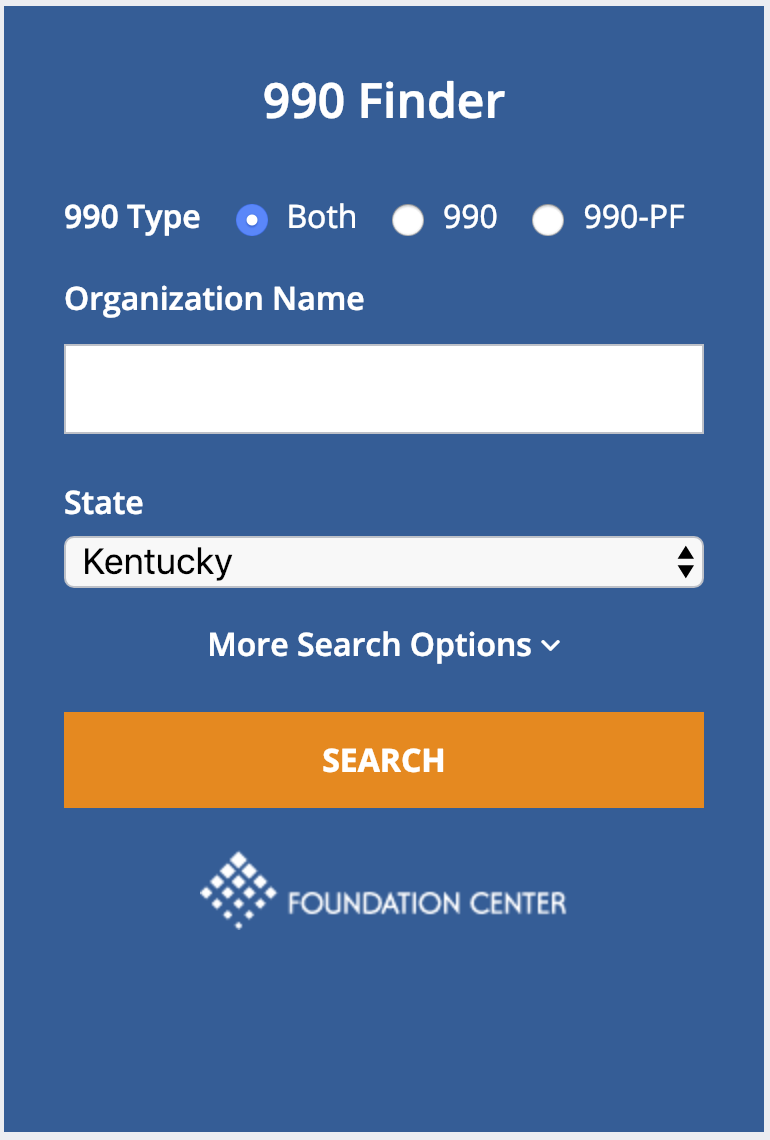 990 Finder
990 Type Both 990 990-PF
Organization Name
State
Kentucky
More Search Options
SEARCH
FOUNDATION CENTER